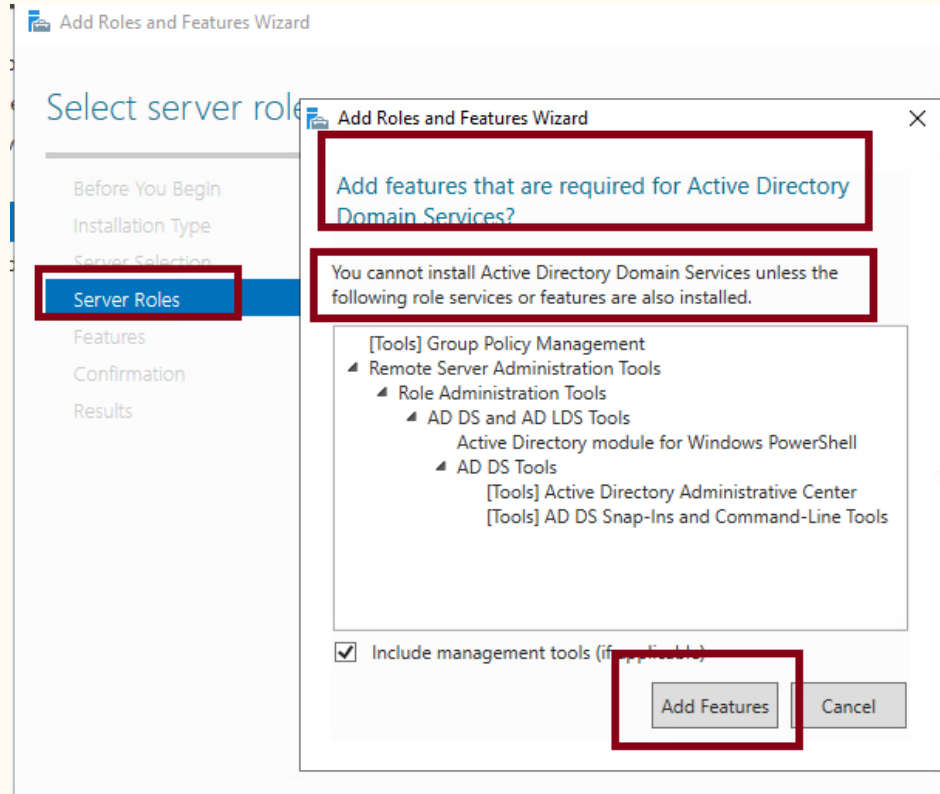 Add Roles and Features Wizard
Select server role
Before You Begin
Installation Type
Server Selection
Server Roles
Features
Confirmation
Results
Add Roles and Features Wizard
Add features that are required for Active Directory
Domain Services?
You cannot install Active Directory Domain Services unless the
following role services or features are also installed.
[Tools] Group Policy Management
Remote Server Administration Tools
Role Administration Tools
AD DS and AD LDS Tools
Active Directory module for Windows PowerShell
AD DS Tools
[Tools] Active Directory Administrative Center
[Tools] AD DS Snap-Ins and Command-Line Tools
Include management tools (if applicable)
Add Features
Cancel